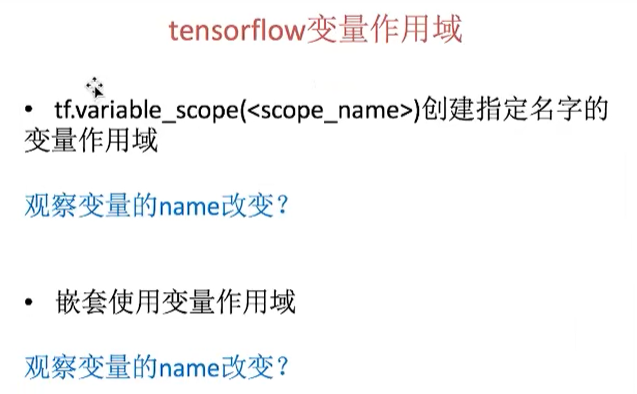 tensorflow变量作用域
• tf.variable_scope(<scope_name>)创建指定名字的
变量作用域
观察变量的name改变？
• 嵌套使用变量作用域
观察变量的name改变？